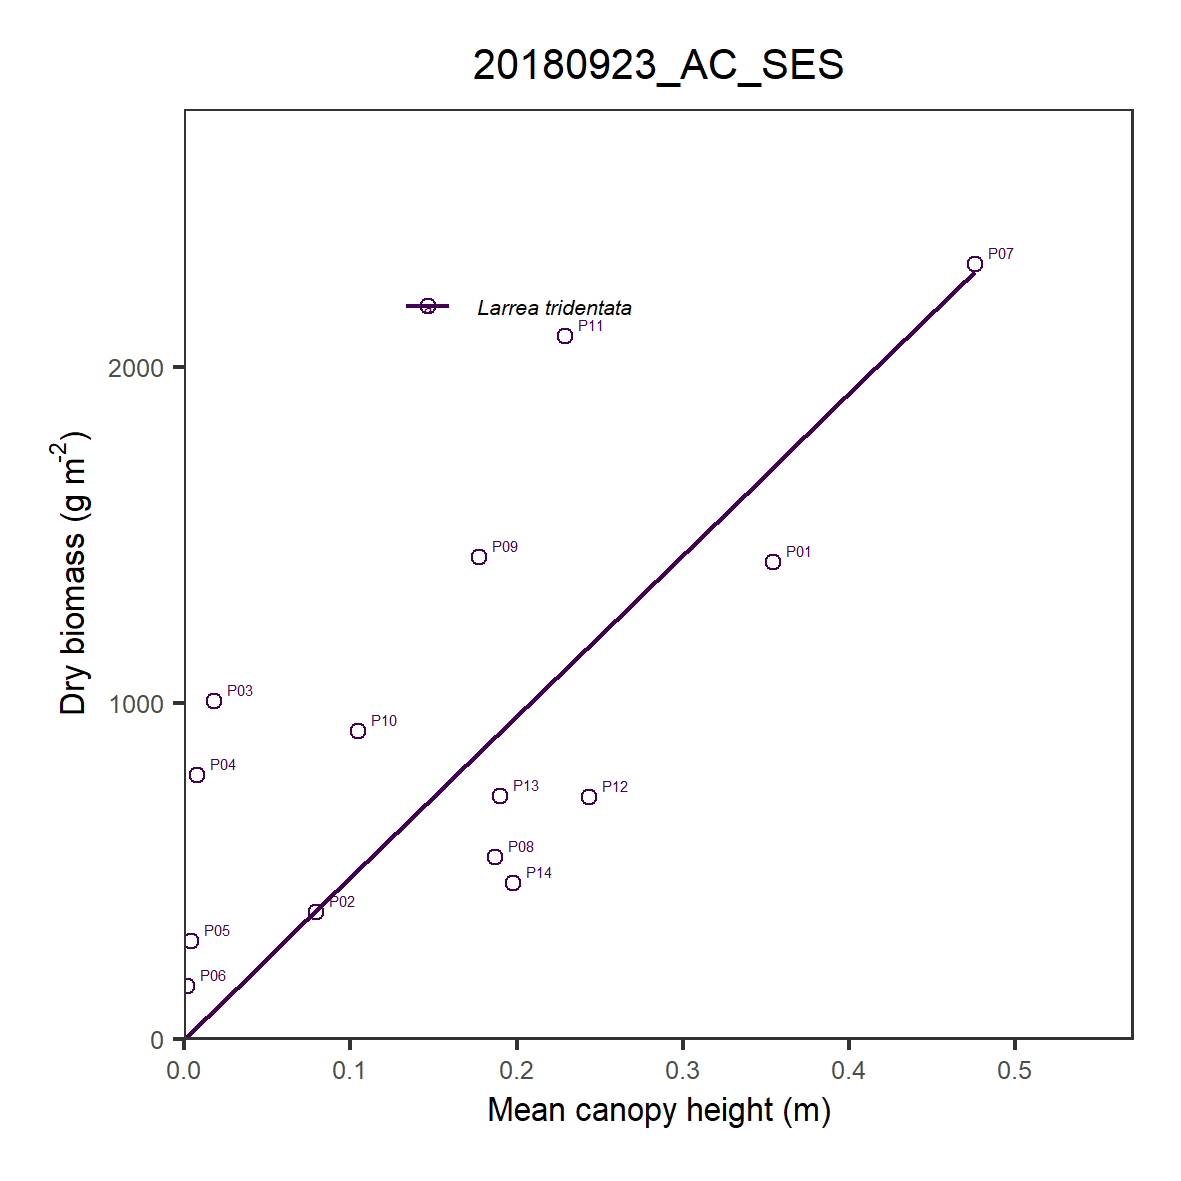 20180923_AC_SES
P07
Larrea tridentata
P11
2000
Dry biomass (g m-2)
P09
P01
P03
1000
P10
P04
P13
P12
P08
P14
P02
P05
P06
0
0.0 0.1 0.2 0.3 0.4 0.5
Mean canopy height (m)